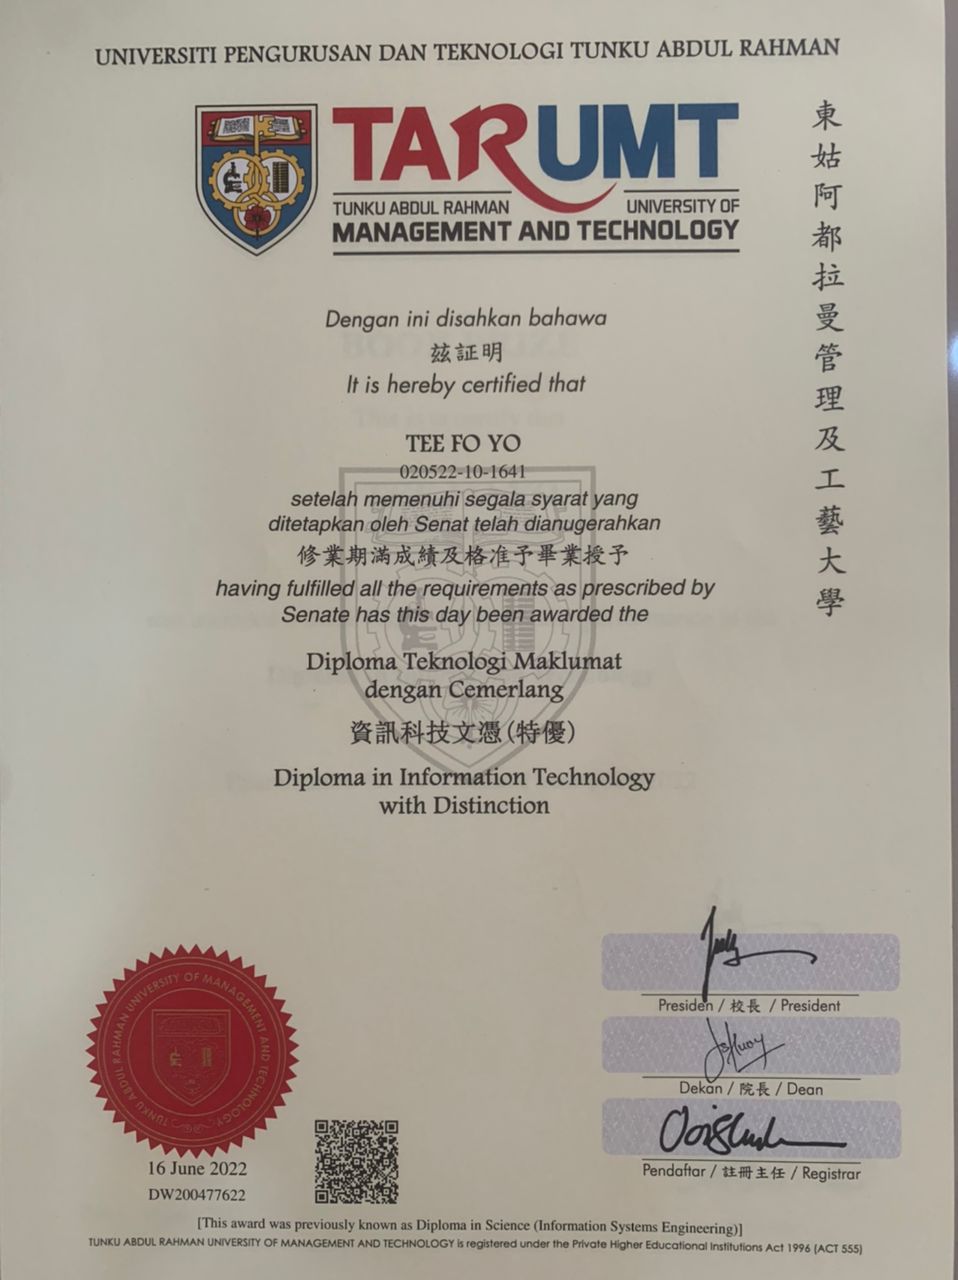 UNIVERSITI PENGURUSAN DAN TEKNOLOGI TUNKU ABDUL RAHMAN
TARUMT
TUNKU ABDUL RAHMAN UNIVERSITY OF
MANAGEMENT AND TECHNOLOGY
東姑阿都拉曼管理及工藝大學
Dengan ini disahkan bahawa
茲証明
It is hereby certified that
TEE FO YO
020522-10-1641
setelah memenuhi segala syarat yang
ditetapkan oleh Senat telah dianugerahkan
修業期滿成績及格准予畢業授予
having fulfilled all the requirements as prescribed by
Senate has this day been awarded the
Diploma Teknologi Maklumat
dengan Cemerlang
資訊科技文憑(特優)
Diploma in Information Technology
with Distinction
Presiden / 校長 / President
Dekan / 院長 / Dean
Pendaftar / 註冊主任 / Registrar
TUNKU ABDUL RAHMAN UNIVERSITY OF MANAGEMENT AND TECHNOLOGY
16 June 2022
DW200477622
[This award was previously known as Diploma in Science (Information Systems Engineering)]
TUNKU ABDUL RAHMAN UNIVERSITY OF MANAGEMENT AND TECHNOLOGY is registered under the Private Higher Educational Institutions Act 1996 (ACT 555)